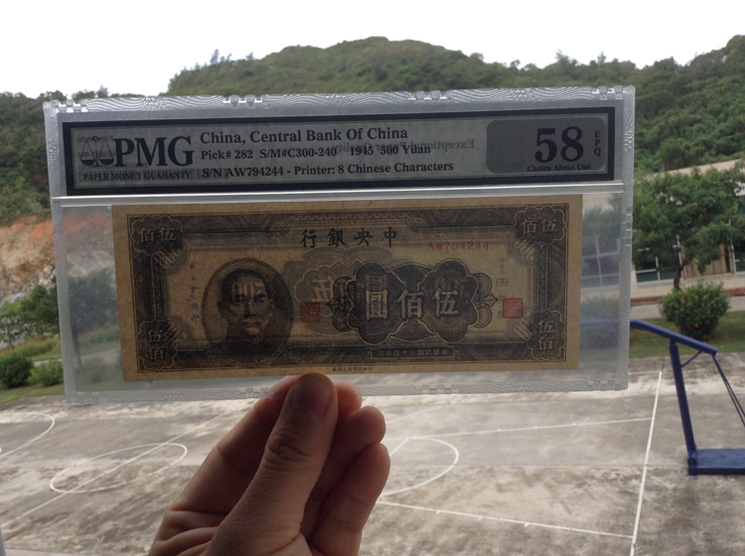 PMG
PAPER MONEY GUARANTY
China, Central Bank Of China
Pick# 282 S/M#C300-240 1945 500 Yuan
S/N AW794244 - Printer: 8 Chinese Characters
58
EPQ
Choice About Unc
伍佰
行銀央中
伍佰
AW794244
圓佰伍
伍佰
伍佰